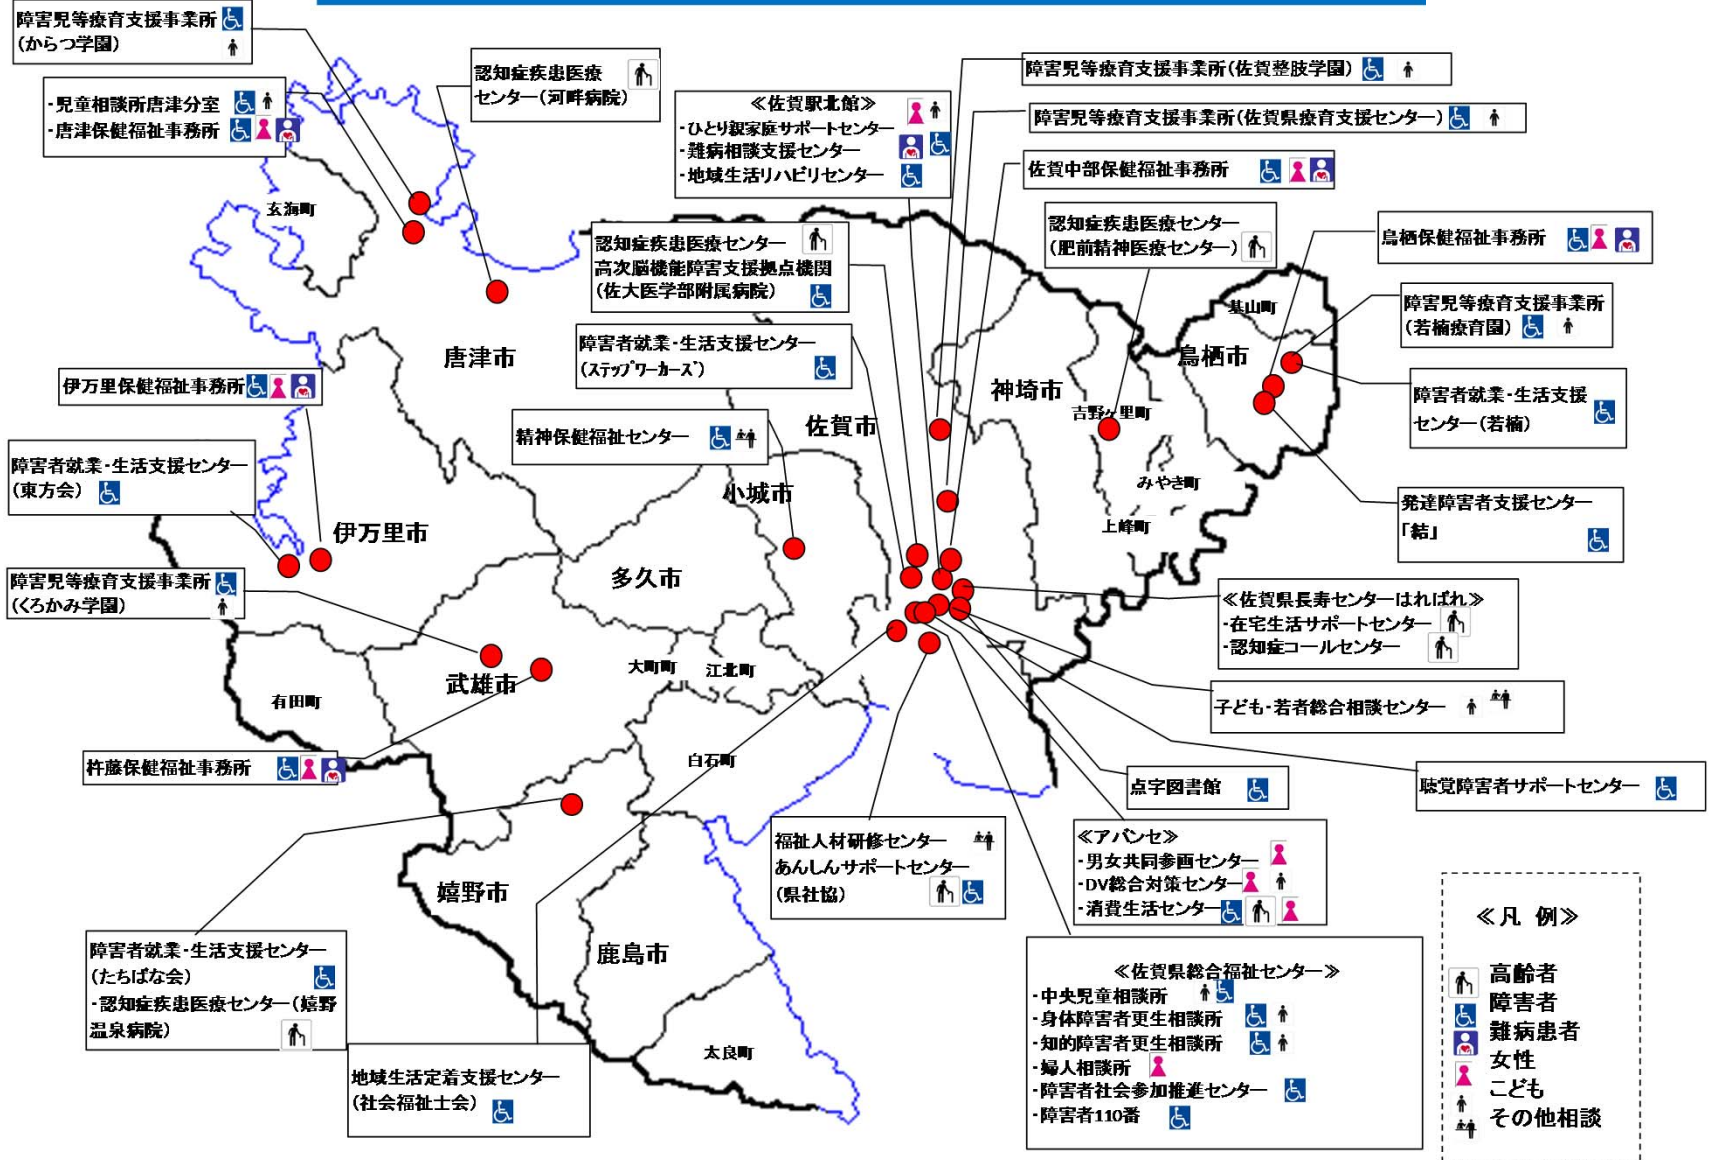 障害児等療育支援事業所
(からつ学園)
・児童相談所唐津分室
・唐津保健福祉事務所
認知症疾患医療
センター(河畔病院)
≪佐賀駅北館≫
・ひとり親家庭サポートセンター
・難病相談支援センター
・地域生活リハビリセンター
障害児等療育支援事業所(佐賀整肢学園)
障害児等療育支援事業所(佐賀県療育支援センター)
佐賀中部保健福祉事務所
認知症疾患医療センター
(肥前精神医療センター)
鳥栖保健福祉事務所
障害児等療育支援事業所
(若楠療育園)
障害者就業・生活支援
センター(若楠)
発達障害者支援センター
「結」
認知症疾患医療センター
高次脳機能障害支援拠点機関
(佐大医学部附属病院)
障害者就業・生活支援センター
(ステップワーカーズ)
精神保健福祉センター
伊万里保健福祉事務所
障害者就業・生活支援センター
(東方会)
障害児等療育支援事業所
(くろかみ学園)
杵藤保健福祉事務所
玄海町
唐津市
伊万里市
有田町
武雄市
多久市
小城市
佐賀市
神埼市
吉野ヶ里町
みやき町
上峰町
鳥栖市
基山町
大町町
江北町
白石町
嬉野市
鹿島市
太良町
≪佐賀県長寿センターはればれ≫
・在宅生活サポートセンター
・認知症コールセンター
子ども・若者総合相談センター
聴覚障害者サポートセンター
点字図書館
≪アバンセ≫
・男女共同参画センター
・DV総合対策センター
・消費生活センター
福祉人材研修センター
あんしんサポートセンター
(県社協)
≪佐賀県総合福祉センター≫
・中央児童相談所
・身体障害者更生相談所
・知的障害者更生相談所
・婦人相談所
・障害者社会参加推進センター
・障害者110番
障害者就業・生活支援センター
(たちばな会)
・認知症疾患医療センター(嬉野
温泉病院)
地域生活定着支援センター
(社会福祉士会)
≪凡 例≫
高齢者
障害者
難病患者
女性
こども
その他相談